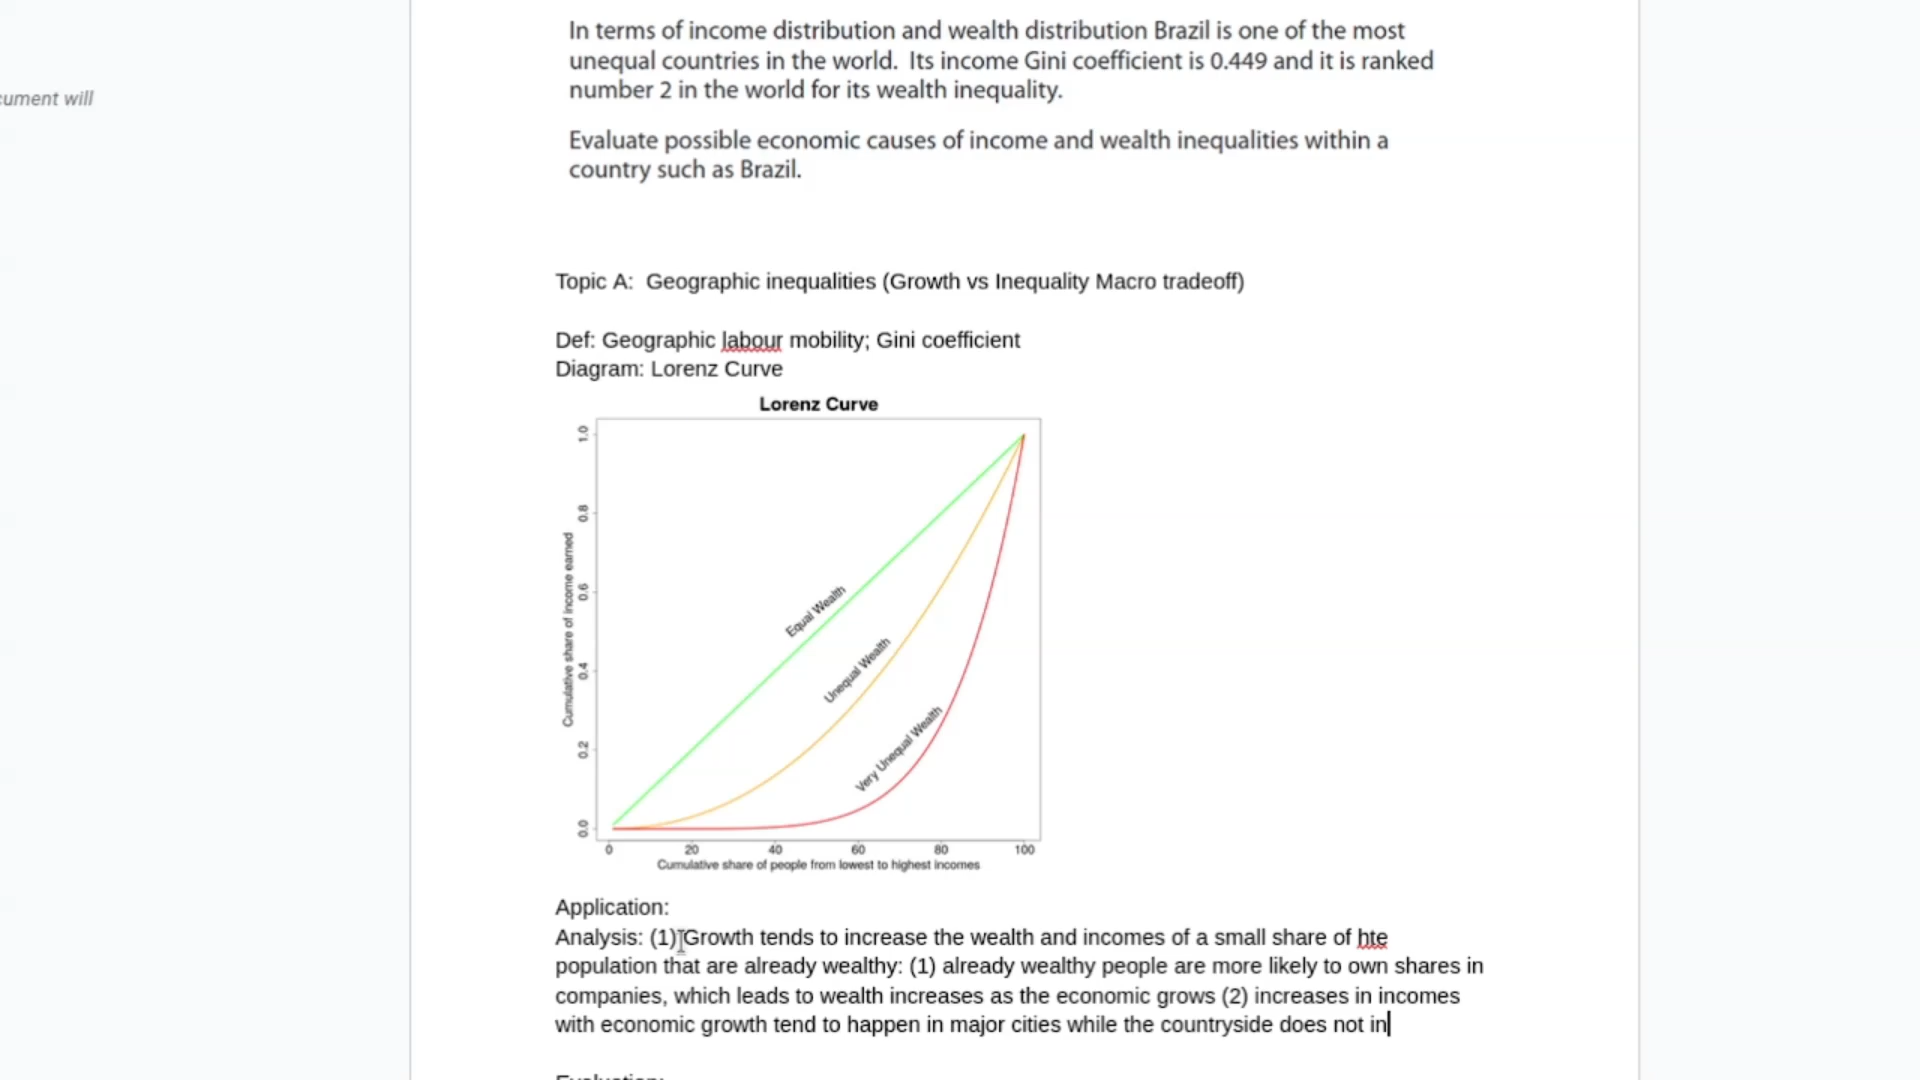 In terms of income distribution and wealth distribution Brazil is one of the most
unequal countries in the world. Its income Gini coefficient is 0.449 and it is ranked
number 2 in the world for its wealth inequality.
cument will
Evaluate possible economic causes of income and wealth inequalities within a
country such as Brazil.
Topic A: Geographic inequalities (Growth vs Inequality Macro tradeoff)
Def: Geographic labour mobility; Gini coefficient
Diagram: Lorenz Curve
Lorenz Curve
Cumulative share of income earned
1.0
0.8
0.6
0.4
0.2
0.0
Equal Wealth
Unequal Wealth
Very Unequal Wealth
0 20 40 60 80 100
Cumulative share of people from lowest to highest incomes
Application:
Analysis: (1) Growth tends to increase the wealth and incomes of a small share of hte
population that are already wealthy: (1) already wealthy people are more likely to own shares in
companies, which leads to wealth increases as the economic grows (2) increases in incomes
with economic growth tend to happen in major cities while the countryside does not in
Evaluation: